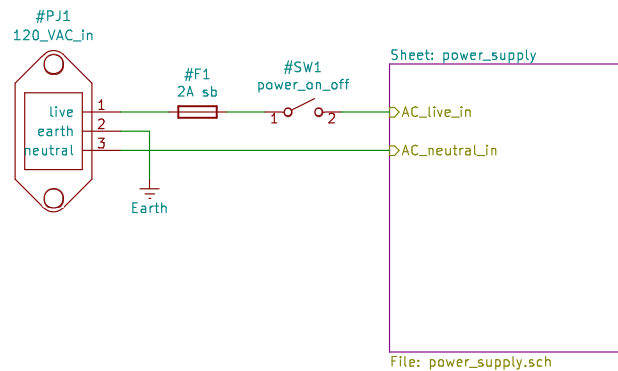 #PJ1
120_VAC_in
Sheet: power_supply
#F1
2A sb
#SW1
power_on_off
live 1
earth 2
neutral 3
1 2
AC_live_in
AC_neutral_in
Earth
File: power_supply.sch